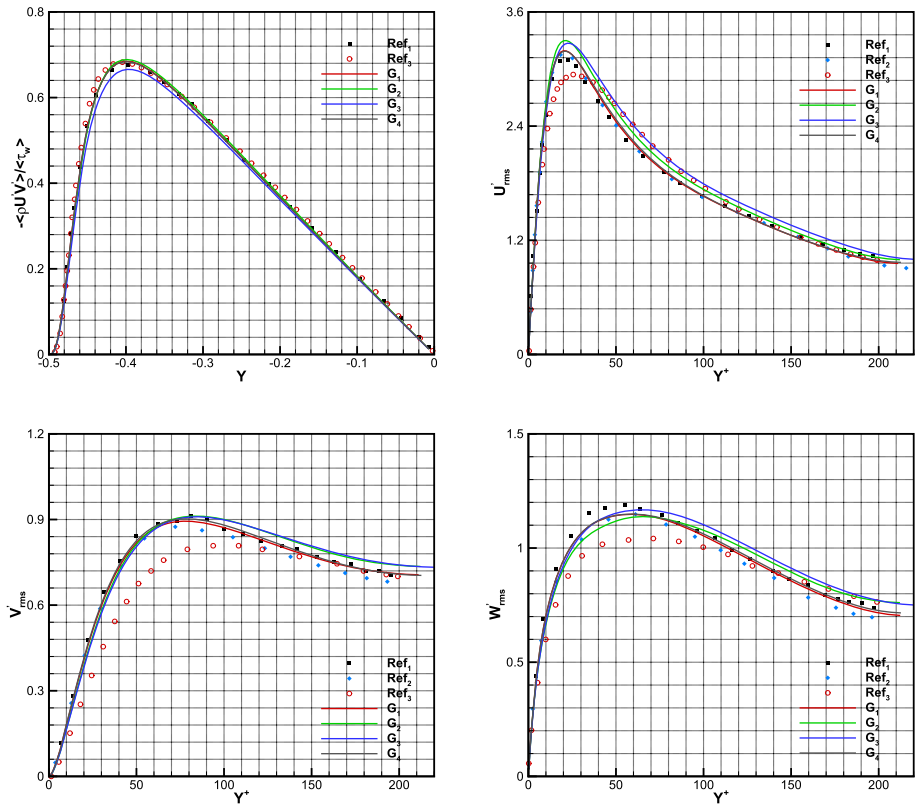 0.8
0.6
0.4
0.2
0
-0.5 -0.4 -0.3 -0.2 -0.1 0
-<ρU'V'>/<τ_w>
Y
Ref₁
Ref₃
G₁
G₂
G₃
G₄
3.6
2.4
1.2
0
0 50 100 150 200
U'rms
Y⁺
Ref₁
Ref₂
Ref₃
G₁
G₂
G₃
G₄
1.2
0.9
0.6
0.3
0
0 50 100 150 200
V'rms
Y⁺
Ref₁
Ref₂
Ref₃
G₁
G₂
G₃
G₄
1.5
1
0.5
0
0 50 100 150 200
W'rms
Y⁺
Ref₁
Ref₂
Ref₃
G₁
G₂
G₃
G₄